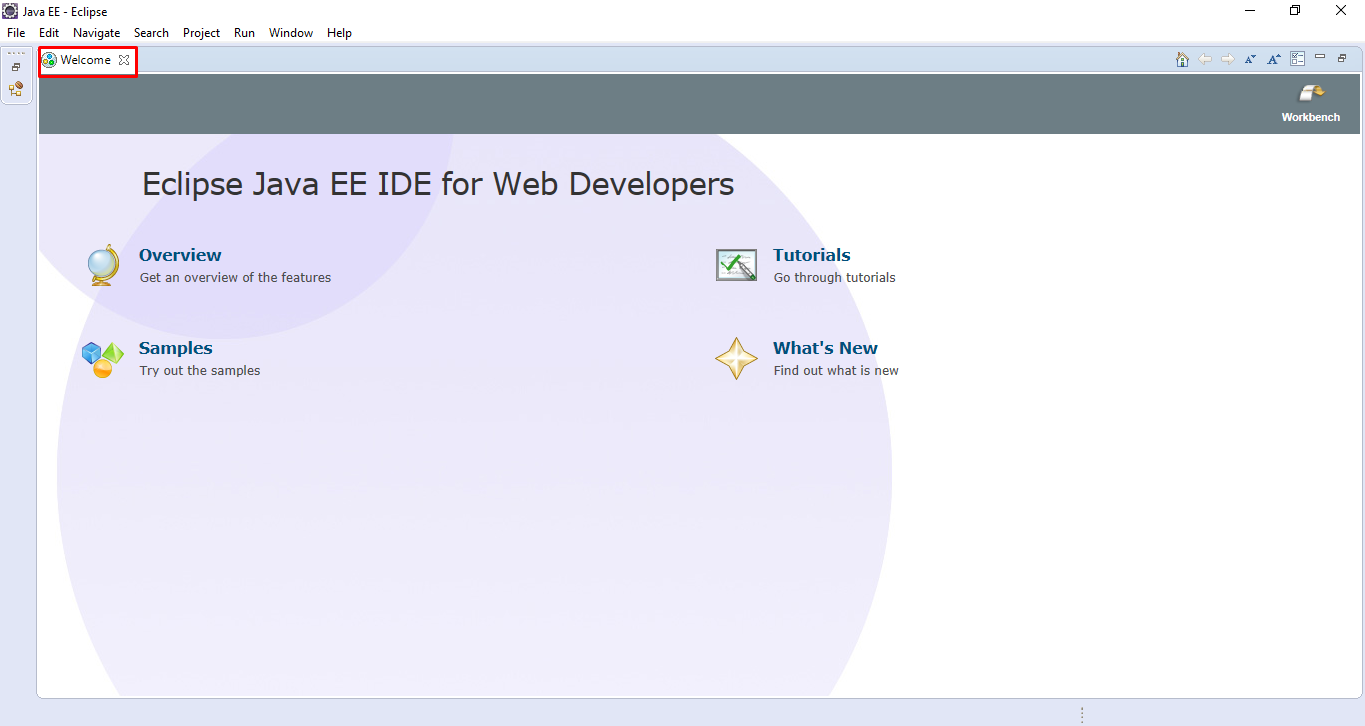 Java EE - Eclipse
File Edit Navigate Search Project Run Window Help
Welcome
Workbench
Eclipse Java EE IDE for Web Developers
Overview
Get an overview of the features
Tutorials
Go through tutorials
Samples
Try out the samples
What's New
Find out what is new